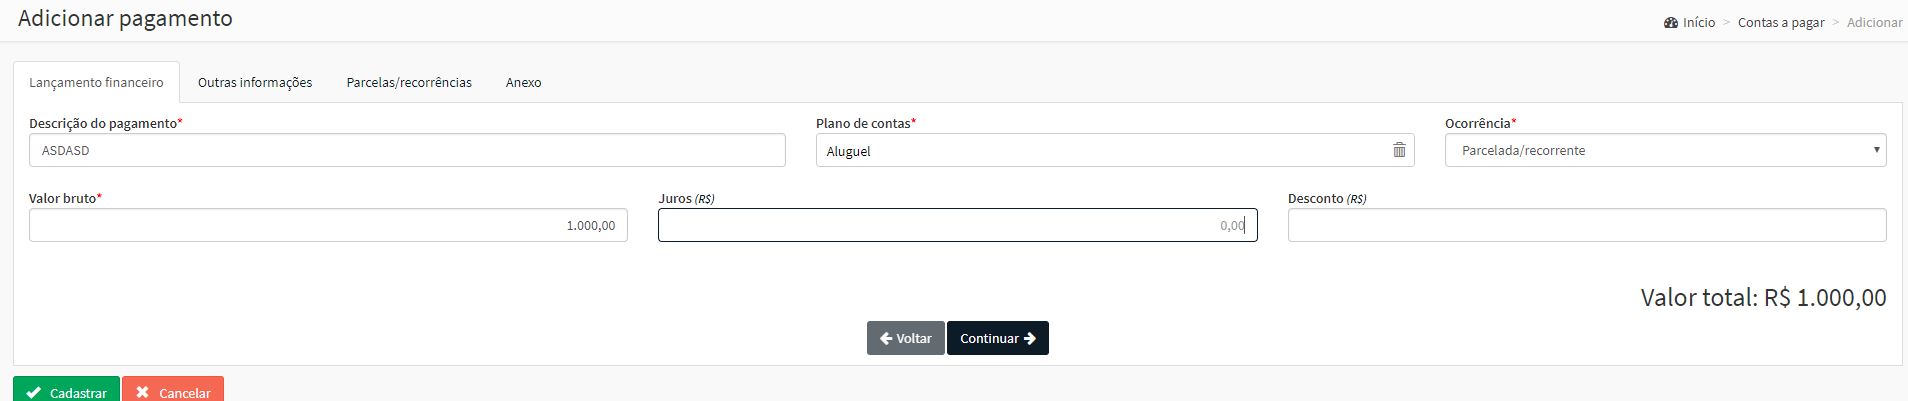 Adicionar pagamento
Início > Contas a pagar > Adicionar
Lançamento financeiro Outras informações Parcelas/recorrências Anexo
Descrição do pagamento* Plano de contas* Ocorrência*
ASDASD Aluguel Parcelada/recorrente
Valor bruto* Juros (R$) Desconto (R$)
1.000,00 0,00
Valor total: R$ 1.000,00
Voltar Continuar
Cadastrar Cancelar